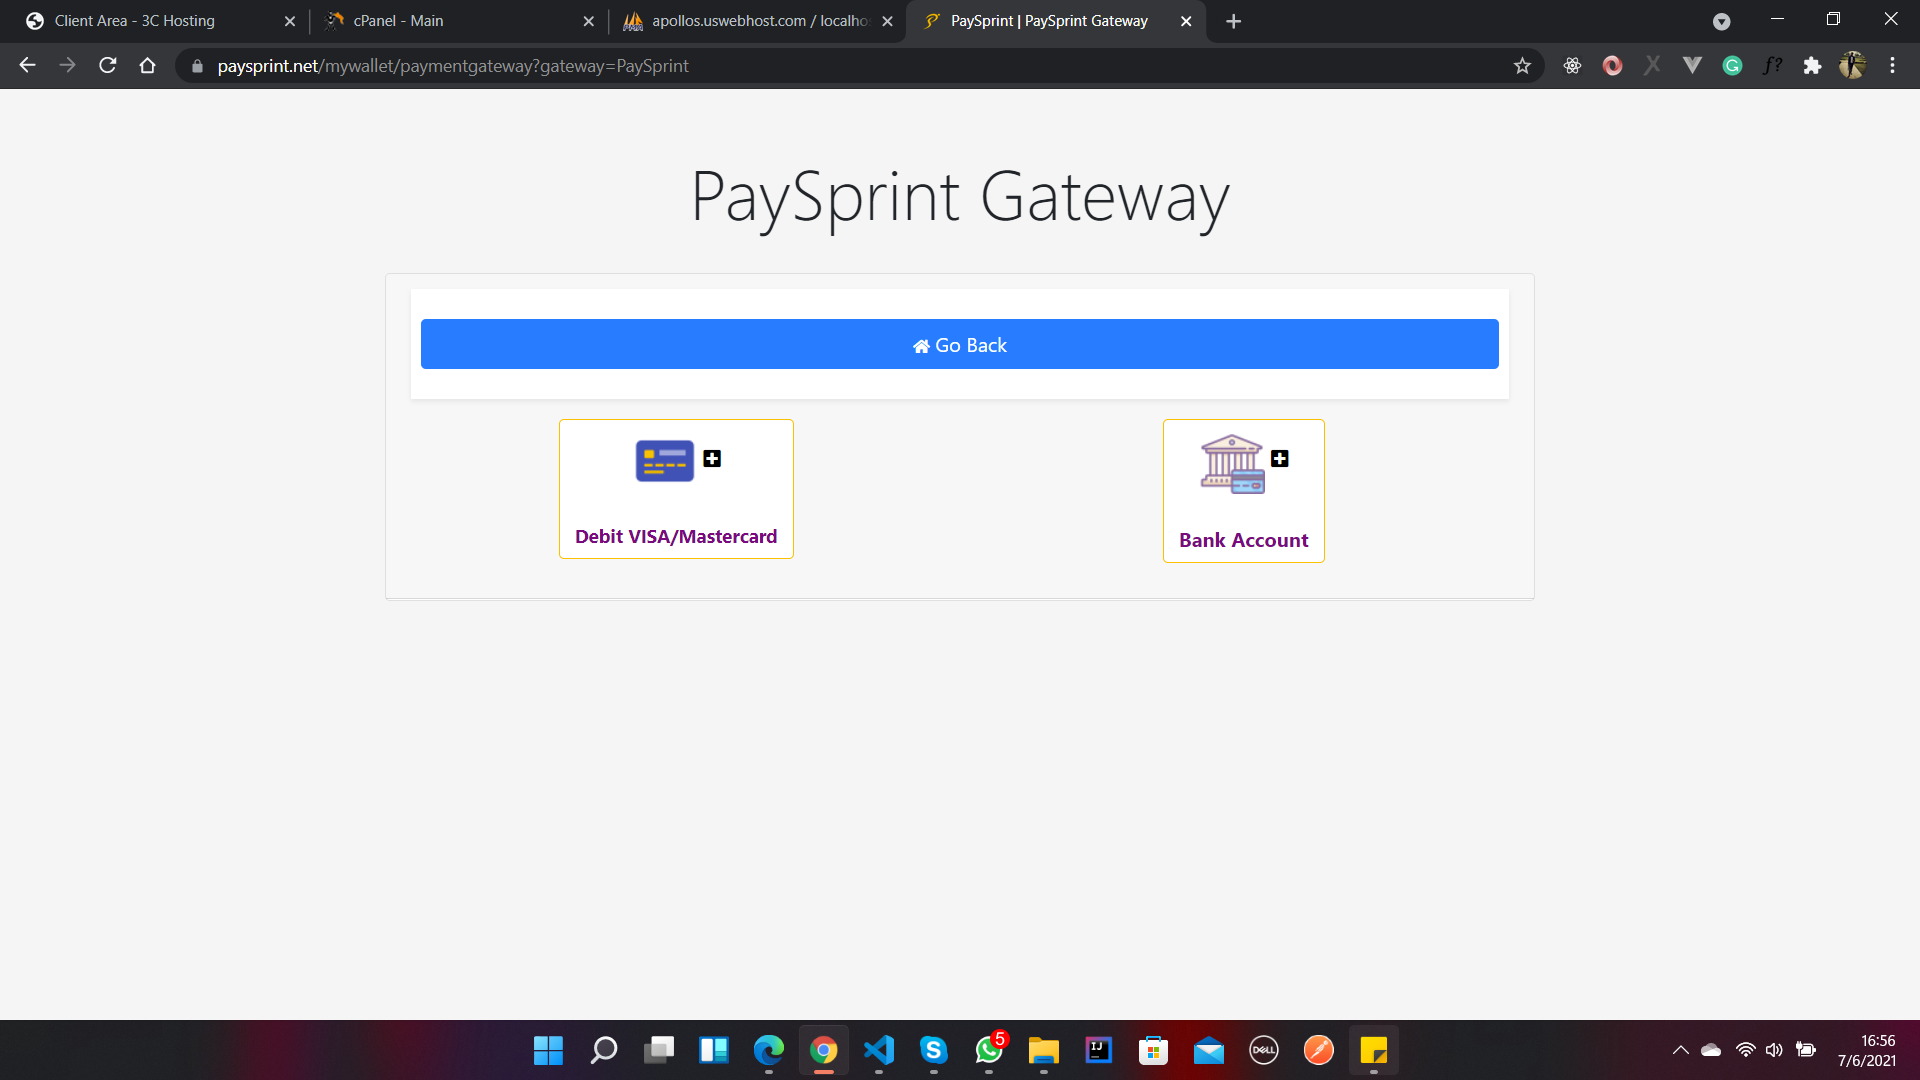 Client Area - 3C Hosting
cPanel - Main
apollos.uswebhost.com / localho
PaySprint | PaySprint Gateway
paysprint.net/mywallet/paymentgateway?gateway=PaySprint
PaySprint Gateway
Go Back
Debit VISA/Mastercard
Bank Account
5
16:56
7/6/2021